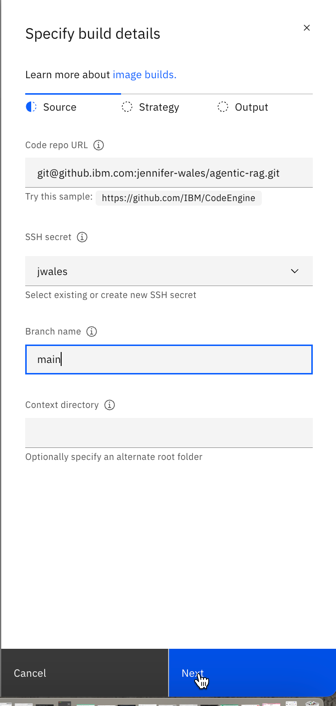 Specify build details
Learn more about image builds.
Source
Strategy
Output
Code repo URL
git@github.ibm.com:jennifer-wales/agentic-rag.git
Try this sample: https://github.com/IBM/CodeEngine
SSH secret
jwales
Select existing or create new SSH secret
Branch name
main
Context directory
Optionally specify an alternate root folder
Cancel
Next